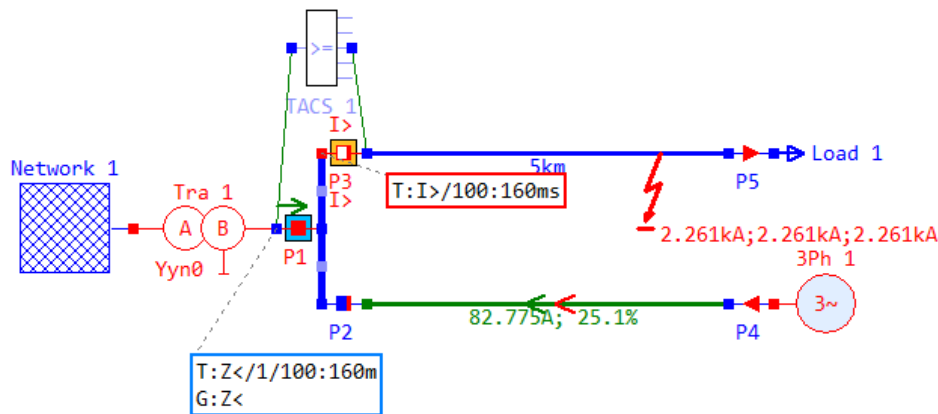 >=
TACS 1
I>
Network 1
5km
Load 1
P3
P5
Tra 1
T:I>/100:160ms
I>
A
B
2.261kA;2.261kA;2.261kA
P1
3Ph 1
Yyn0
3~
82.775A; 25.1%
P2
P4
T:Z</1/100:160m
G:Z<